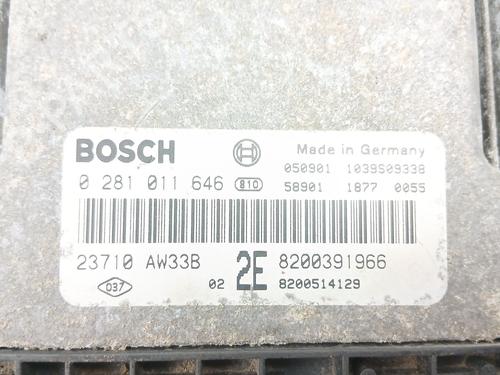 BOSCH
Made in Germany
050901 1039S09338
0 281 011 646 810
58901 1877 0055
23710 AW33B 2E 8200391966
037 02 8200514129